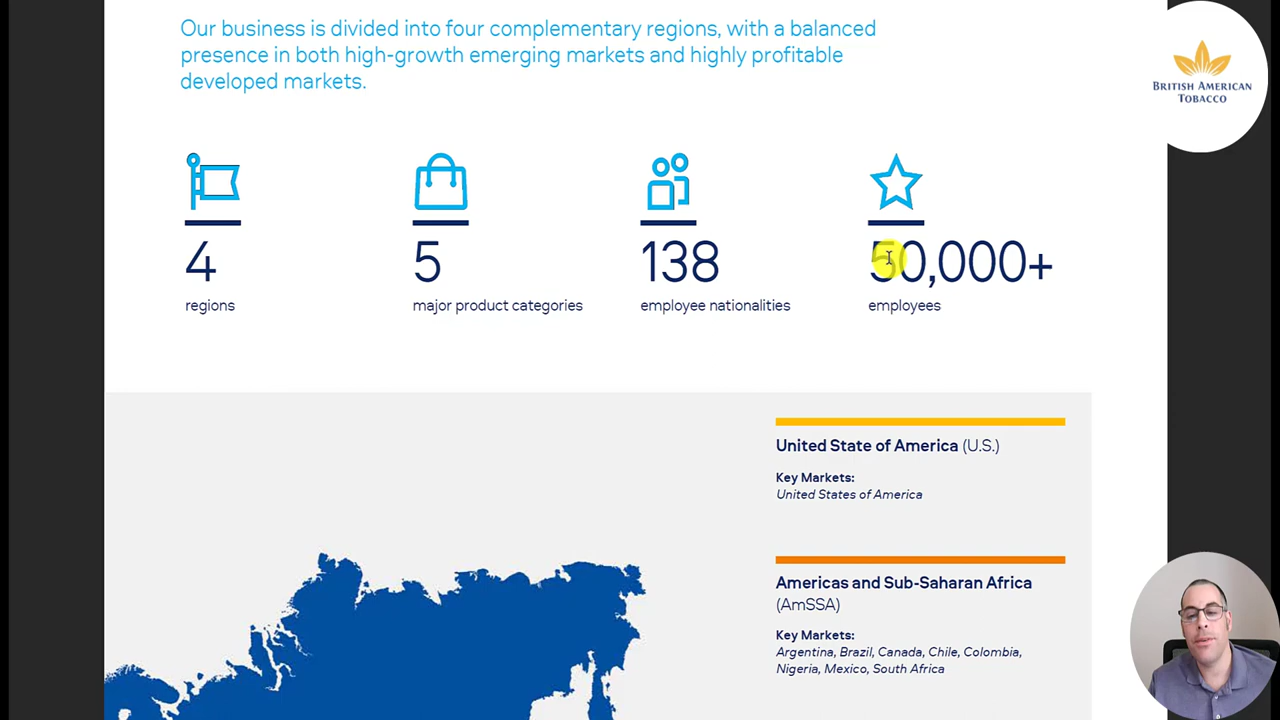 Our business is divided into four complementary regions, with a balanced
presence in both high-growth emerging markets and highly profitable
developed markets.
BRITISH AMERICAN
TOBACCO
4
regions
5
major product categories
138
employee nationalities
50,000+
employees
United State of America (U.S.)
Key Markets:
United States of America
Americas and Sub-Saharan Africa
(AmSSA)
Key Markets:
Argentina, Brazil, Canada, Chile, Colombia,
Nigeria, Mexico, South Africa